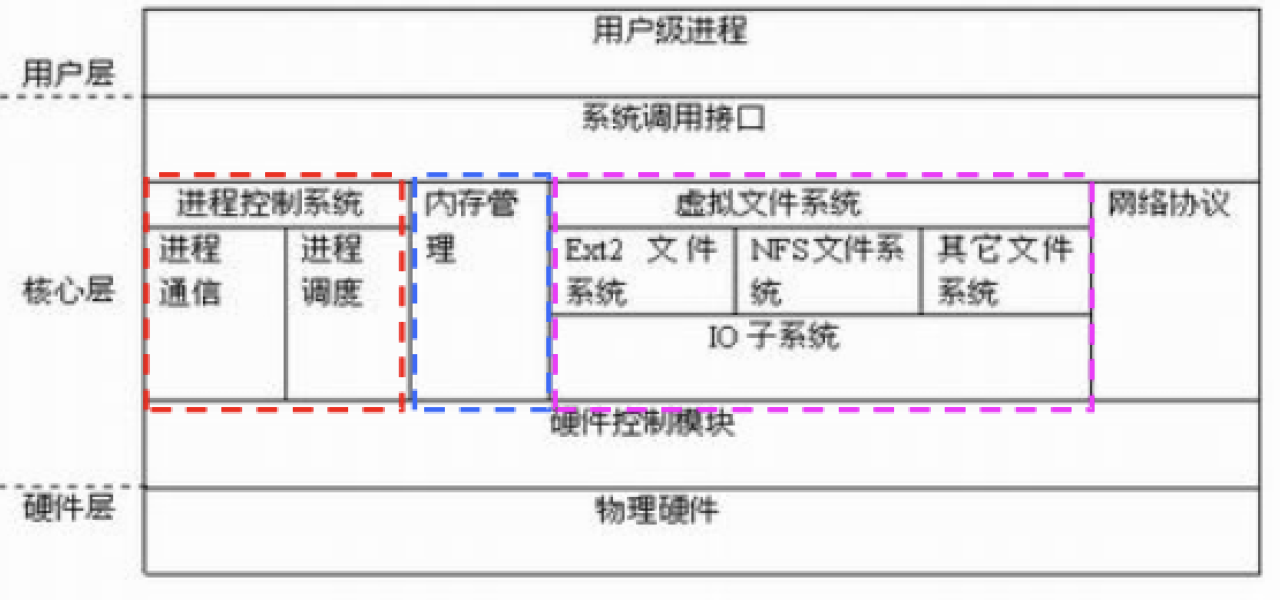 用户级进程
用户层
系统调用接口
进程控制系统
内存管
理
虚拟文件系统
网络协议
进程
通信
进程
调度
Ext2 文件
系统
NFS文件系
统
其它文件
系统
核心层
IO 子系统
硬件控制模块
硬件层
物理硬件